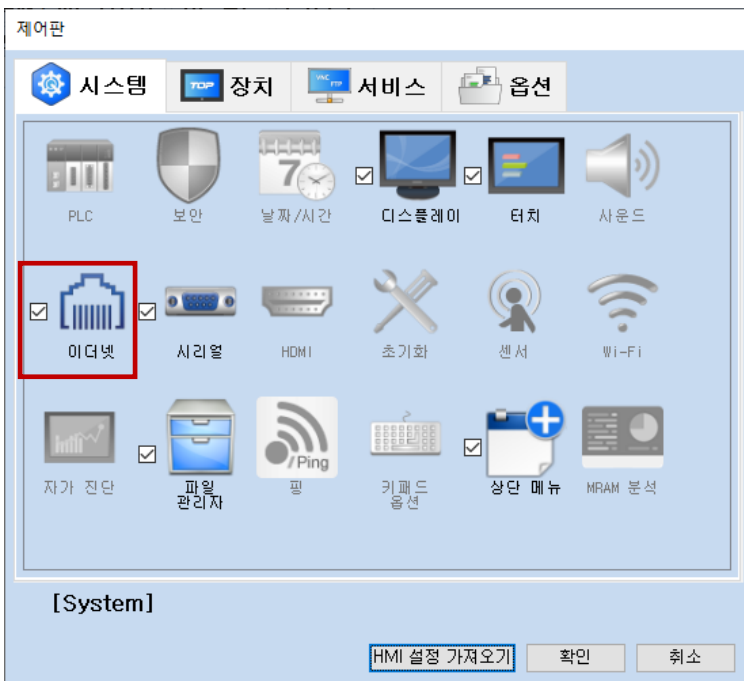 제어판
시스템 TOP 장치 VNC FTP 서비스 옵션
7
PLC 보안 날짜/시간 디스플레이 터치 사운드
이더넷 시리얼 HDMI 초기화 센서 Wi-Fi
/Ping
자가 진단 파일 관리자 핑 키패드 옵션 상단 메뉴 MRAM 분석
[System]
HMI 설정 가져오기 확인 취소